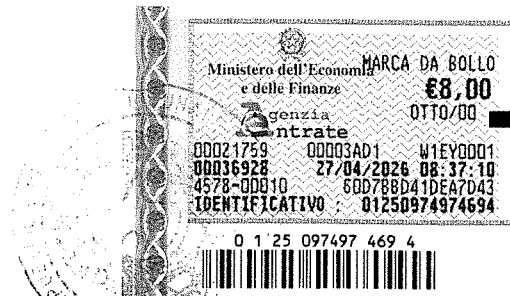 Ministero dell'Economia
e delle Finanze
MARCA DA BOLLO
€8,00
OTTO/00
Agenzia
Entrate
00021759 00003AD1 W1EY0001
00036928 27/04/2026 08:37:10
4578-00010 60D78BD41DEA7D43
IDENTIFICATIVO : 01250974974694
0 1 25 097497 469 4